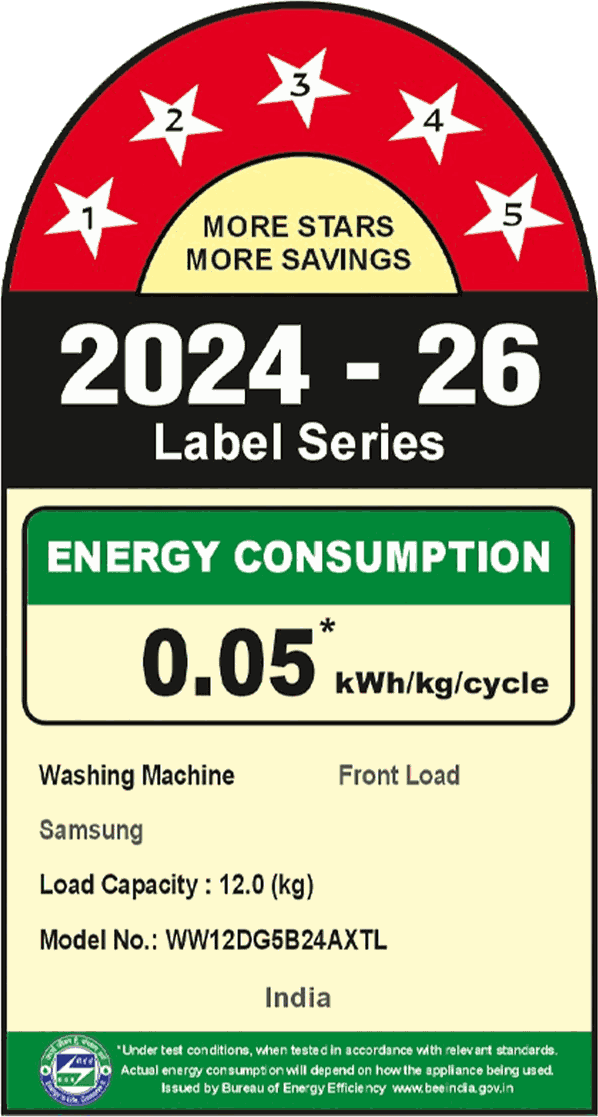 1 2 3 4 5
MORE STARS
MORE SAVINGS
2024 - 26
Label Series
ENERGY CONSUMPTION
0.05* kWh/kg/cycle
Washing Machine Front Load
Samsung
Load Capacity : 12.0 (kg)
Model No.: WW12DG5B24AXTL
India
*Under test conditions, when tested in accordance with relevant standards.
Actual energy consumption will depend on how the appliance being used.
Issued by Bureau of Energy Efficiency www.beeindia.gov.in